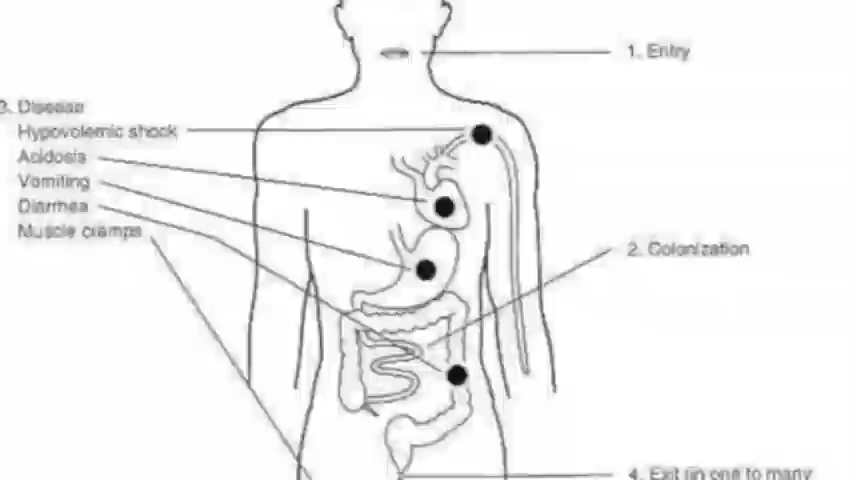 1. Entry
3. Disease
Hypovolemic shock
Acidosis
Vomiting
Diarrhea
Muscle cramps
2. Colonization
4. Exit (in one to many